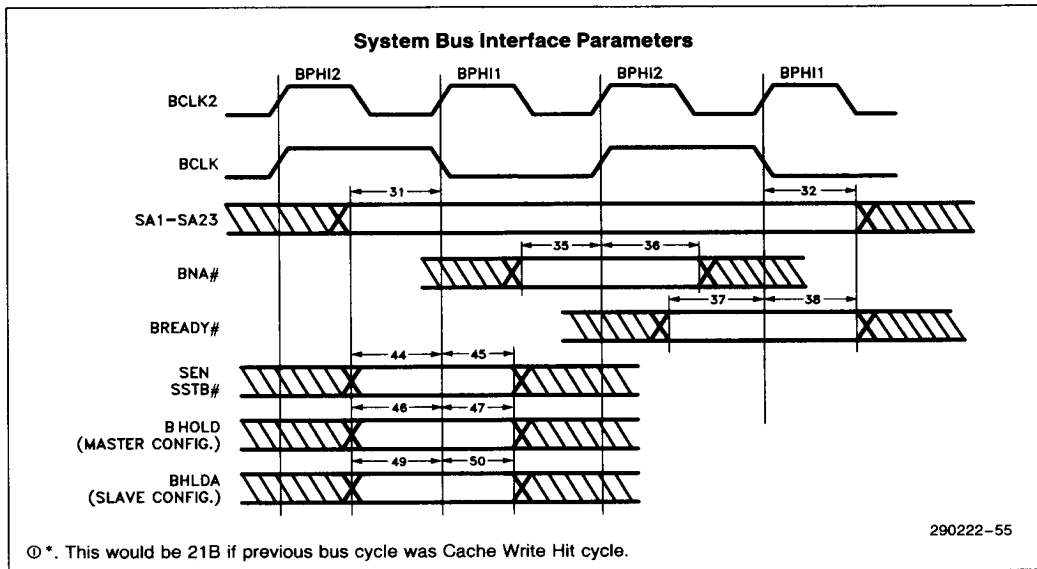 System Bus Interface Parameters
BPHI2 BPHI1 BPHI2 BPHI1
BCLK2
BCLK
31 32
SA1–SA23
35 36
BNA#
37 38
BREADY#
44 45
SEN
SSTB#
46 47
BHOLD
(MASTER CONFIG.)
49 50
BHLDA
(SLAVE CONFIG.)
290222–55
①*. This would be 21B if previous bus cycle was Cache Write Hit cycle.